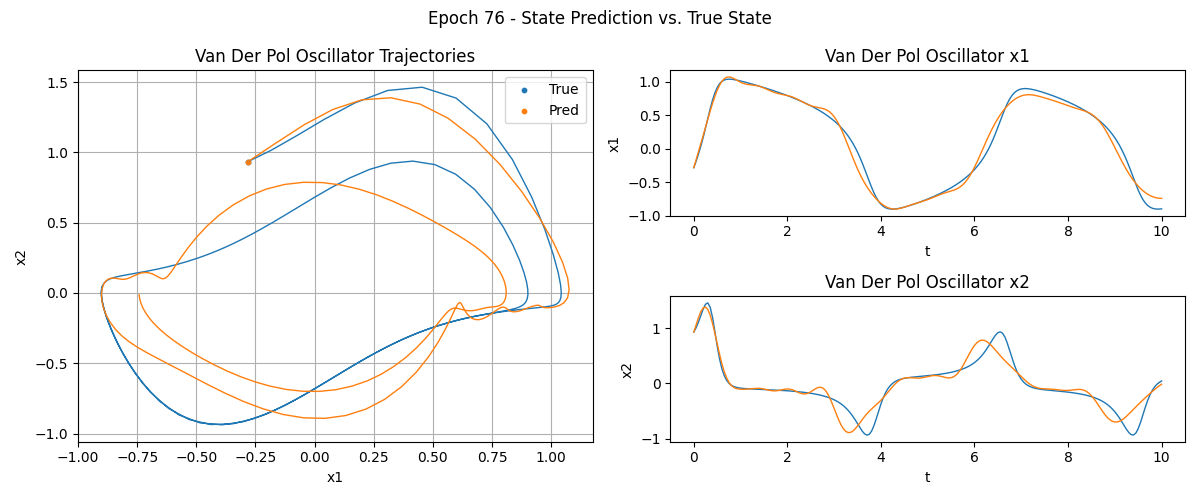 Epoch 76 - State Prediction vs. True State
Van Der Pol Oscillator Trajectories
1.5
1.0
0.5
0.0
−0.5
−1.0
x2
−1.00 −0.75 −0.50 −0.25 0.00 0.25 0.50 0.75 1.00
x1
True
Pred
Van Der Pol Oscillator x1
1.0
0.5
0.0
−0.5
−1.0
x1
0 2 4 6 8 10
t
Van Der Pol Oscillator x2
1
0
−1
x2
0 2 4 6 8 10
t